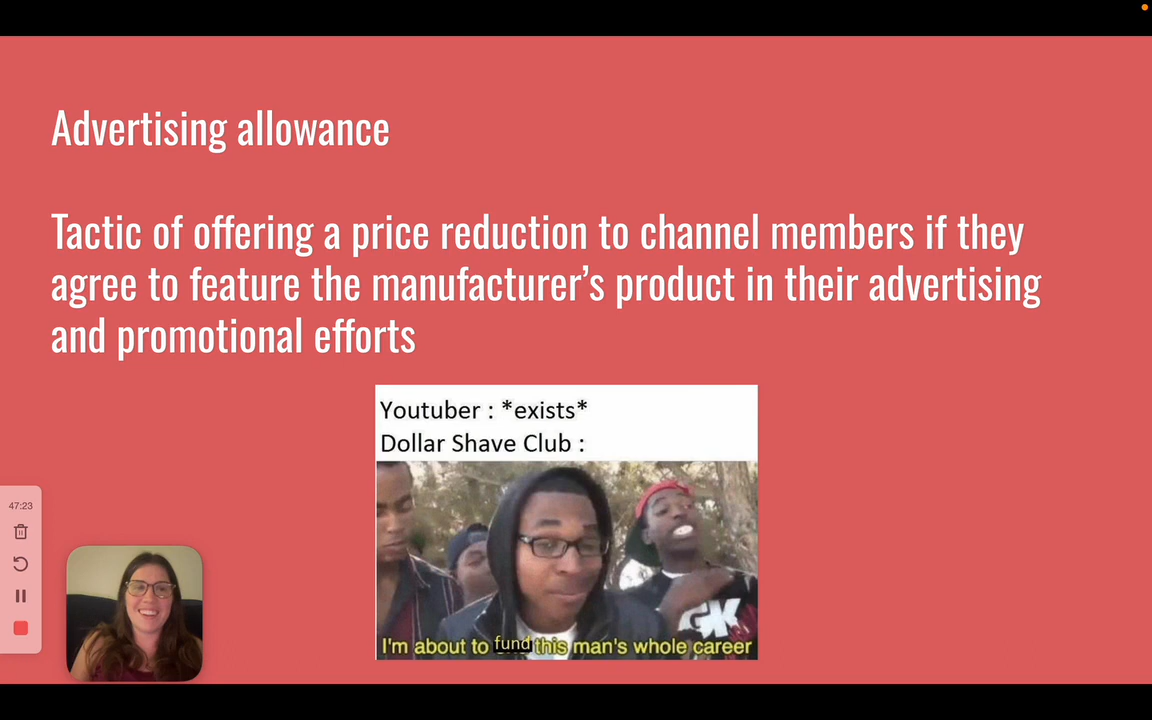 Advertising allowance
Tactic of offering a price reduction to channel members if they
agree to feature the manufacturer’s product in their advertising
and promotional efforts
Youtuber : *exists*
Dollar Shave Club :
GK
I'm about to fund this man's whole career
47:23